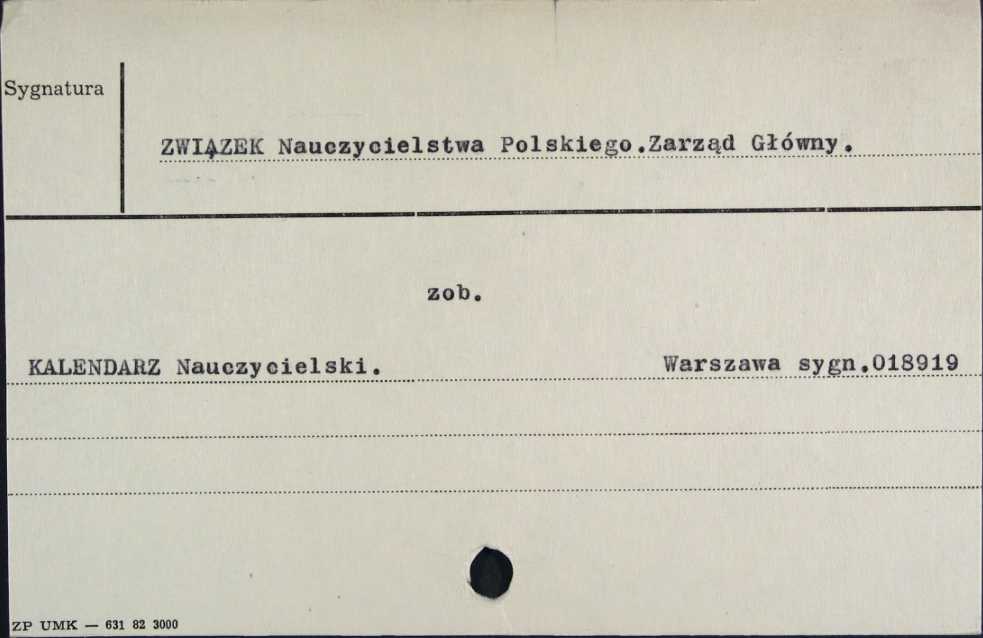 Sygnatura
ZWIĄZEK Nauczycielstwa Polskiego.Zarząd Główny.
zob.
KALENDARZ Nauczycielski. Warszawa sygn.018919
ZP UMK — 631 82 3000